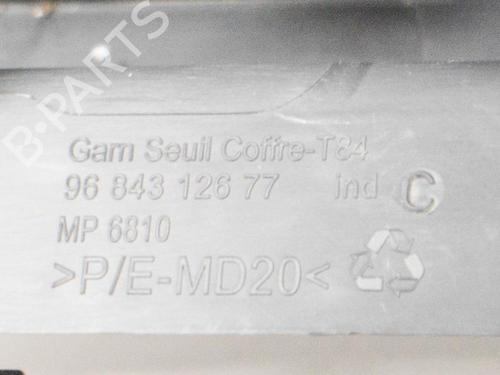 B-PARTS
Garn Seuil Coffre-T84
96 843 126 77 ind C
MP 6810
>P/E-MD20<